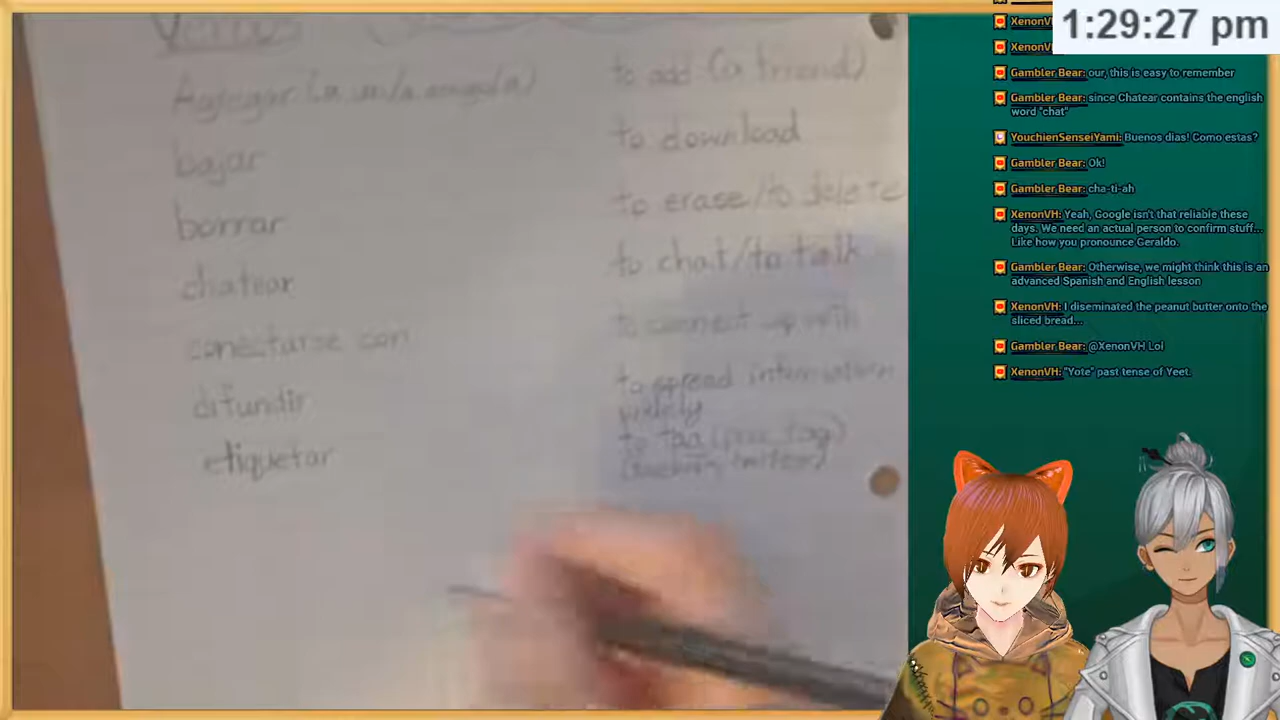 1:29:27 pm
XenonVH
XenonVH
Gambler Bear: our, this is easy to remember
Gambler Bear: since Chatear contains the english
word "chat"
YouchienSenseiYami: Buenos dias! Como estas?
Gambler Bear: Ok!
Gambler Bear: cha-ti-ah
XenonVH: Yeah, Google isn't that reliable these
days. We need an actual person to confirm stuff...
Like how you pronounce Geraldo.
Gambler Bear: Otherwise, we might think this is an
advanced Spanish and English lesson
XenonVH: I diseminated the peanut butter onto the
sliced bread...
Gambler Bear: @XenonVH Lol
XenonVH: "Yote" past tense of Yeet.
to add (a friend)
bajar to download
borrar to erase/to delete
chatear to chat/to talk
conectarse con to connect up with
difundir to spread information
widely
etiquetar to tag